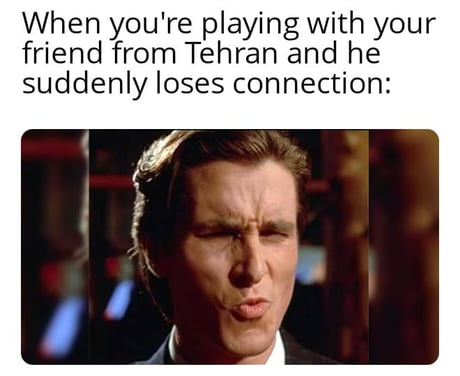 When you're playing with your
friend from Tehran and he
suddenly loses connection: